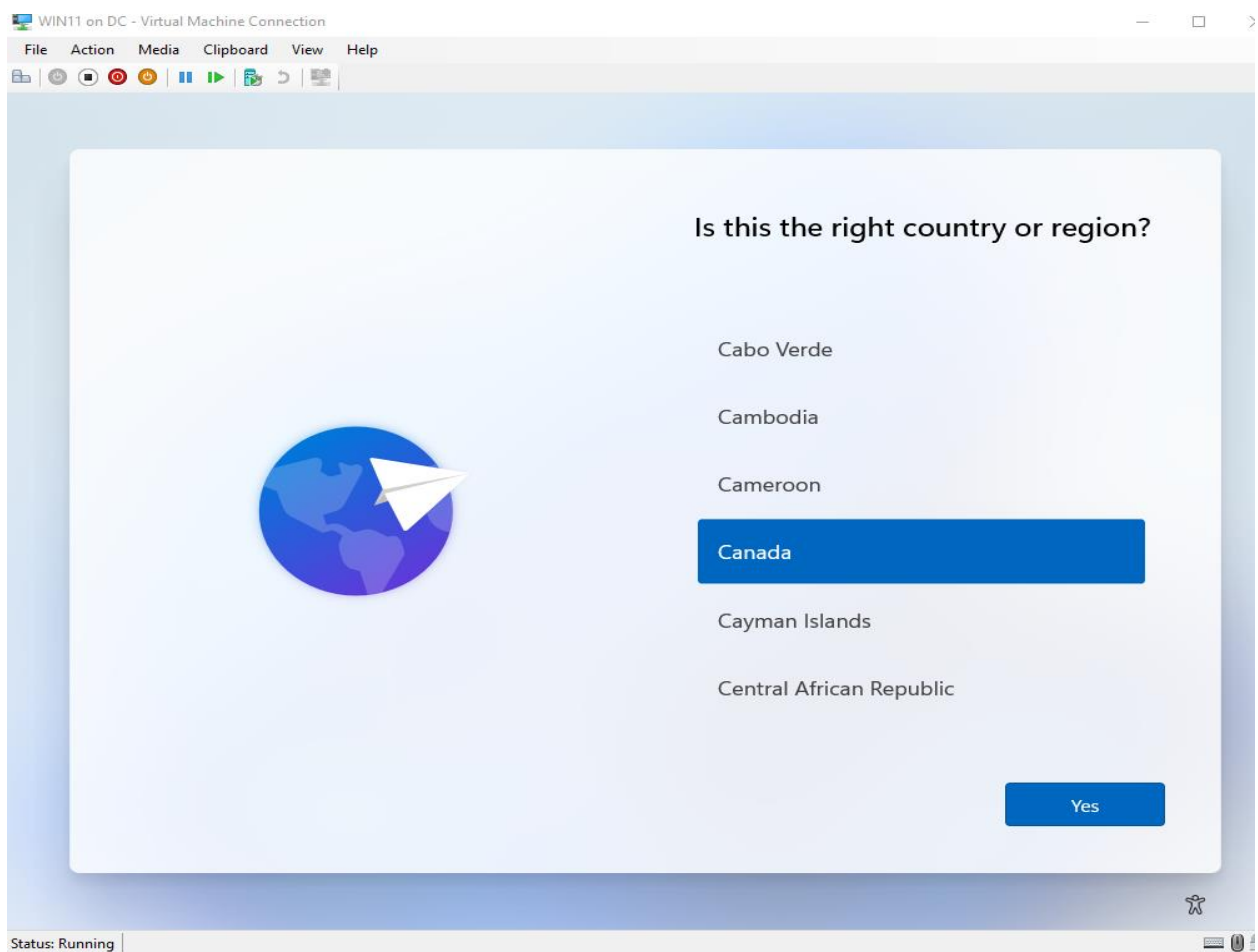 WIN11 on DC - Virtual Machine Connection
File Action Media Clipboard View Help
Is this the right country or region?
Cabo Verde
Cambodia
Cameroon
Canada
Cayman Islands
Central African Republic
Yes
Status: Running